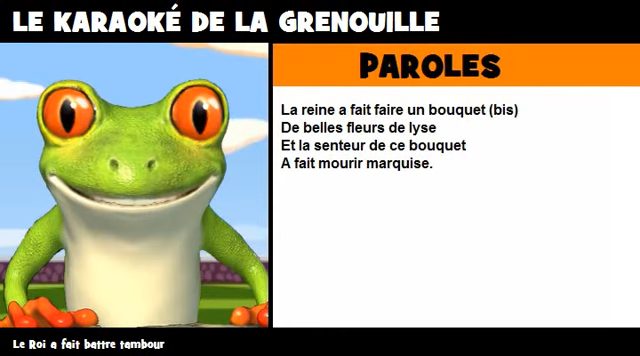 LE KARAOKÉ DE LA GRENOUILLE
PAROLES
La reine a fait faire un bouquet (bis)
De belles fleurs de lyse
Et la senteur de ce bouquet
A fait mourir marquise.
Le Roi a fait battre tambour